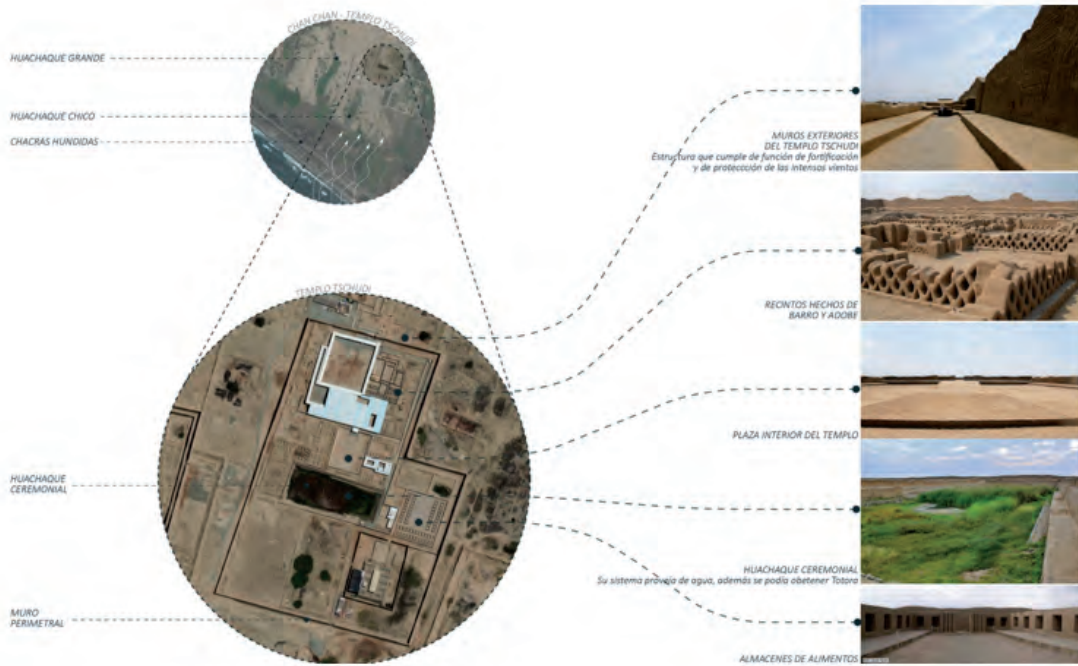 CHAN CHAN - TEMPLO TSCHUDI
HUACHAQUE GRANDE
HUACHAQUE CHICO
CHACRAS HUNDIDAS
TEMPLO TSCHUDI
HUACHAQUE
CEREMONIAL
MURO
PERIMETRAL
MUROS EXTERIORES
DEL TEMPLO TSCHUDI
Estructura que cumple de función de fortificación
y de protección de los intensos vientos
RECINTOS HECHOS DE
BARRO Y ADOBE
PLAZA INTERIOR DEL TEMPLO
HUACHAQUE CEREMONIAL
Su sistema proveja de agua, además se podía obetener Totora
ALMACENES DE ALIMENTOS